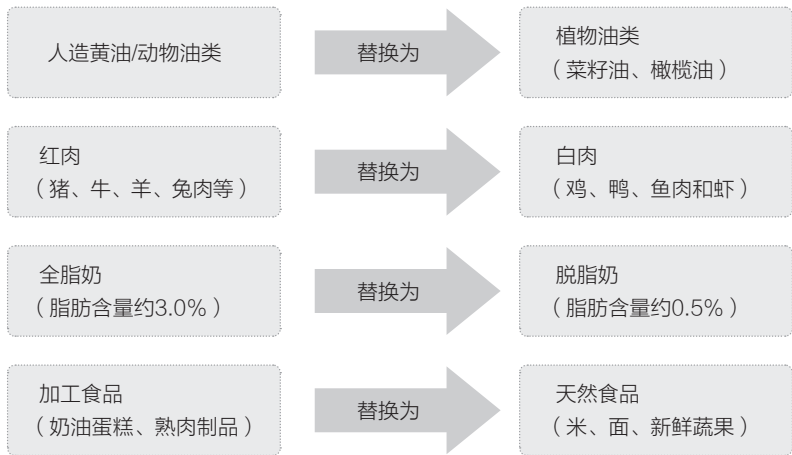 人造黄油/动物油类
替换为
植物油类
（菜籽油、橄榄油）
红肉
（猪、牛、羊、兔肉等）
替换为
白肉
（鸡、鸭、鱼肉和虾）
全脂奶
（脂肪含量约3.0%）
替换为
脱脂奶
（脂肪含量约0.5%）
加工食品
（奶油蛋糕、熟肉制品）
替换为
天然食品
（米、面、新鲜蔬果）